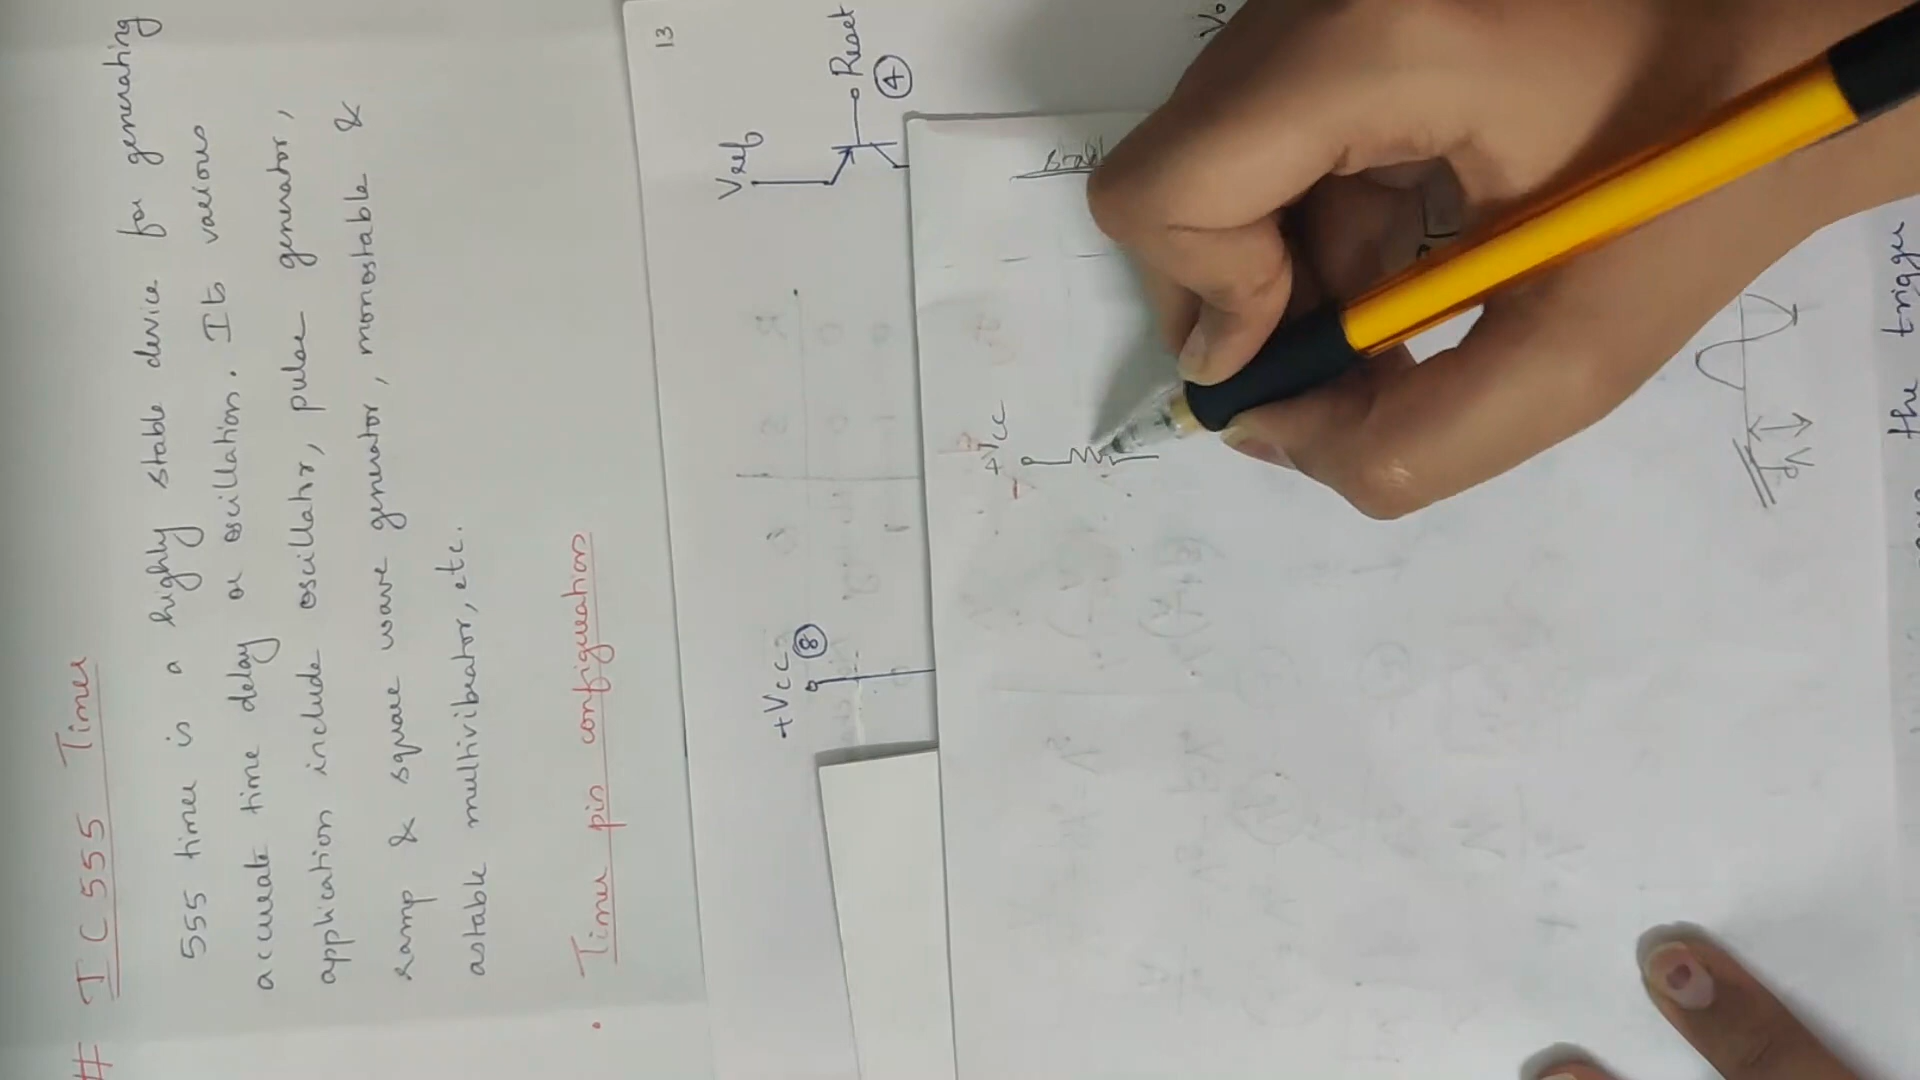 # IC 555 Timer
555 timer is a highly stable device for generating
accurate time delay or oscillation. Its various
application include oscillator, pulse generator,
ramp & square wave generator, monostable &
astable multivibrator, etc.
• Timer pin configuration
13
+Vcc
8
Vref
Reset
4
+Vcc
Vo
the trigger